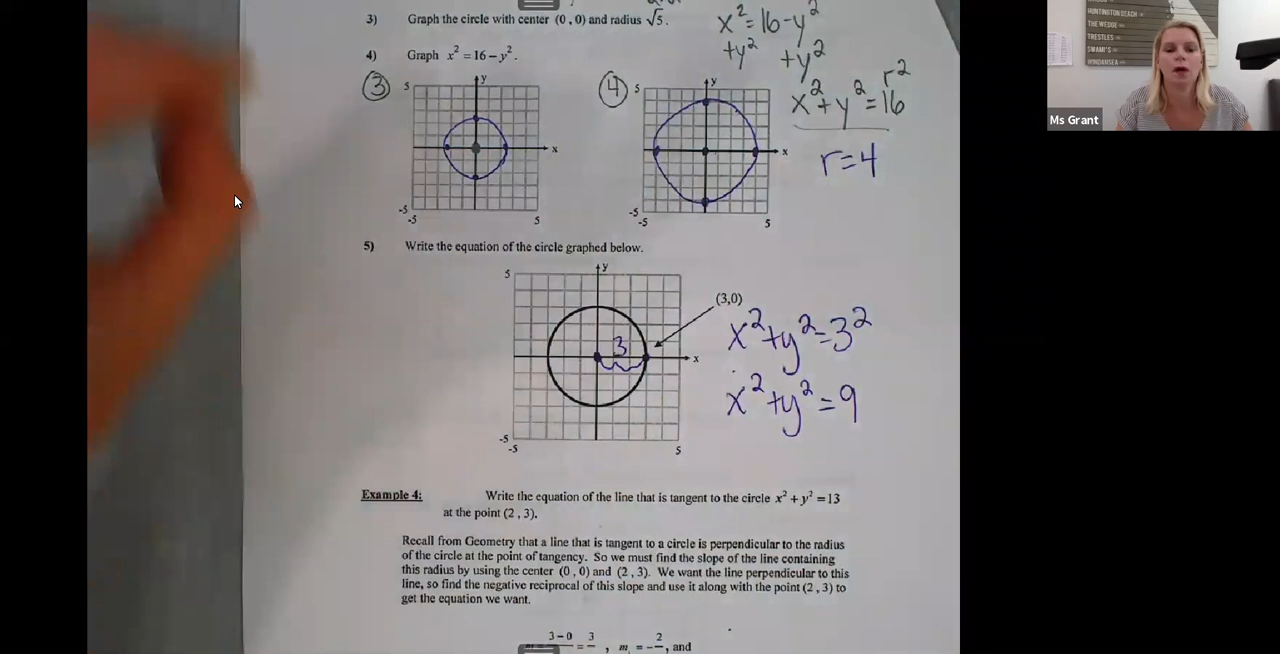 3) Graph the circle with center (0, 0) and radius √5.
4) Graph x² = 16 – y².
x² = 16 - y²
+y² +y²
r²
x² + y² = 16
r = 4
3
5
y
x
-5
-5
5
4
5
y
x
-5
-5
5
5) Write the equation of the circle graphed below.
5
y
(3,0)
3
x
-5
-5
5
x² + y² = 3²
x² + y² = 9
Example 4: Write the equation of the line that is tangent to the circle x² + y² = 13
at the point (2, 3).
Recall from Geometry that a line that is tangent to a circle is perpendicular to the radius
of the circle at the point of tangency. So we must find the slope of the line containing
this radius by using the center (0, 0) and (2, 3). We want the line perpendicular to this
line, so find the negative reciprocal of this slope and use it along with the point (2, 3) to
get the equation we want.
3 – 0 3 2
= , m = – , and
HUNTINGTON BEACH
THE WEDGE
TRESTLES
SWAMI'S
WINDANSEA
Ms Grant